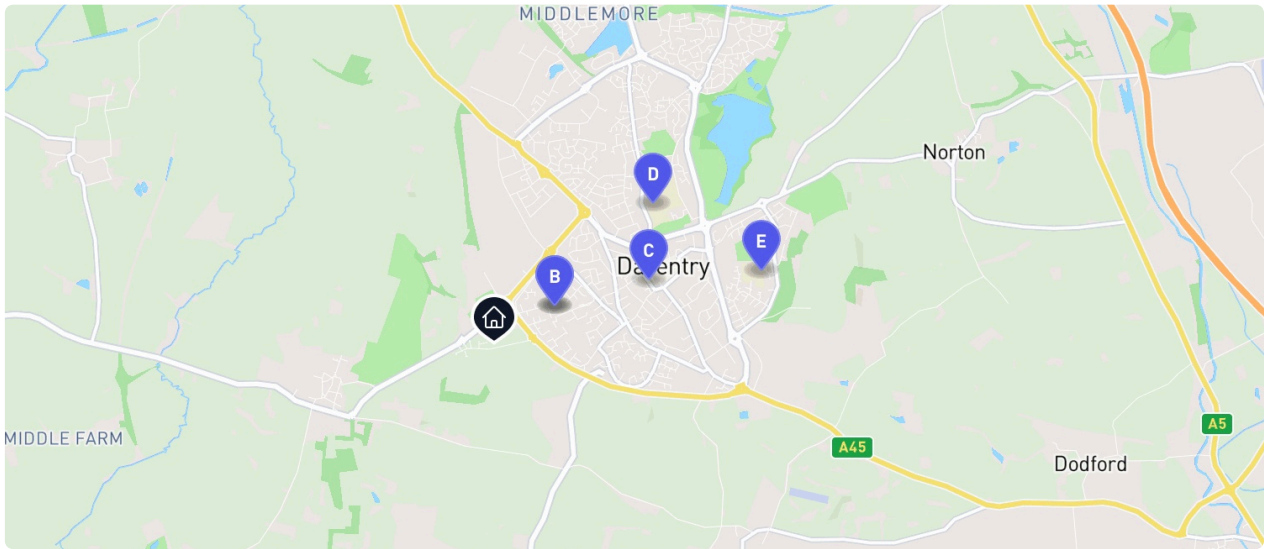 MIDDLEMORE
Norton
D
E
C
Daventry
B
MIDDLE FARM
A5
A45
Dodford